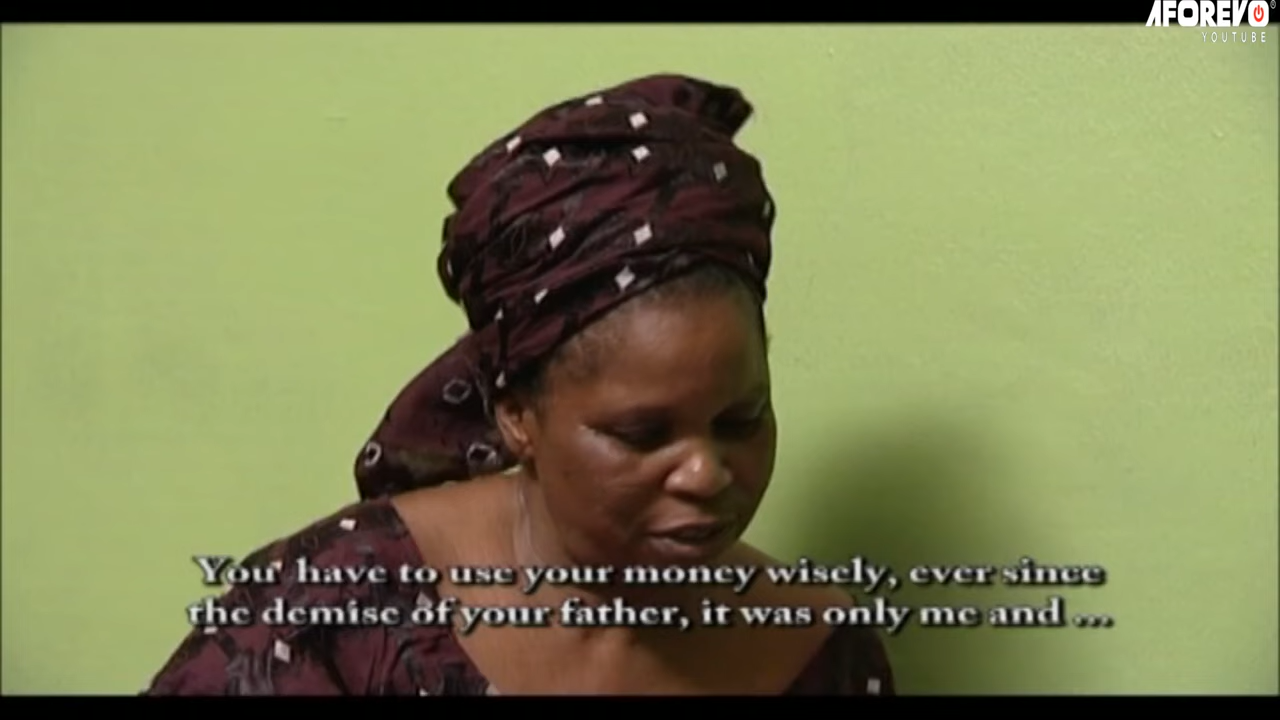 AFOREVO
YOUTUBE
You have to use your money wisely, ever since
the demise of your father, it was only me and ...